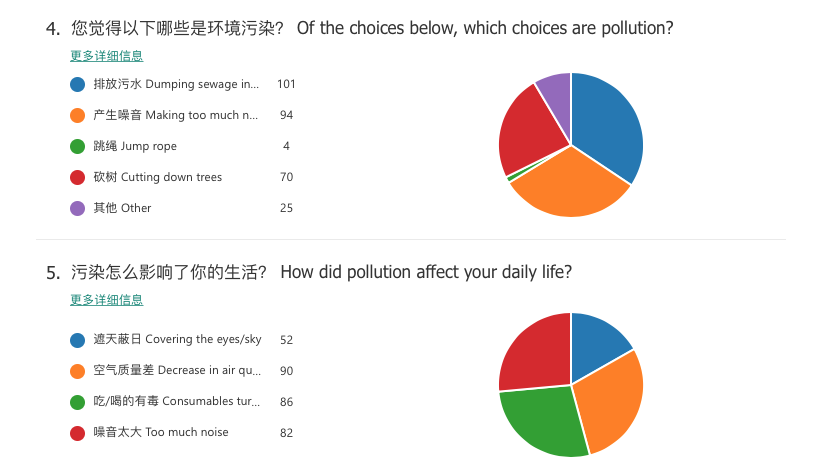 4. 您觉得以下哪些是环境污染? Of the choices below, which choices are pollution?
更多详细信息
排放污水 Dumping sewage in... 101
产生噪音 Making too much n... 94
跳绳 Jump rope 4
砍树 Cutting down trees 70
其他 Other 25
5. 污染怎么影响了你的生活? How did pollution affect your daily life?
更多详细信息
遮天蔽日 Covering the eyes/sky 52
空气质量差 Decrease in air qu... 90
吃/喝的有毒 Consumables tur... 86
噪音太大 Too much noise 82